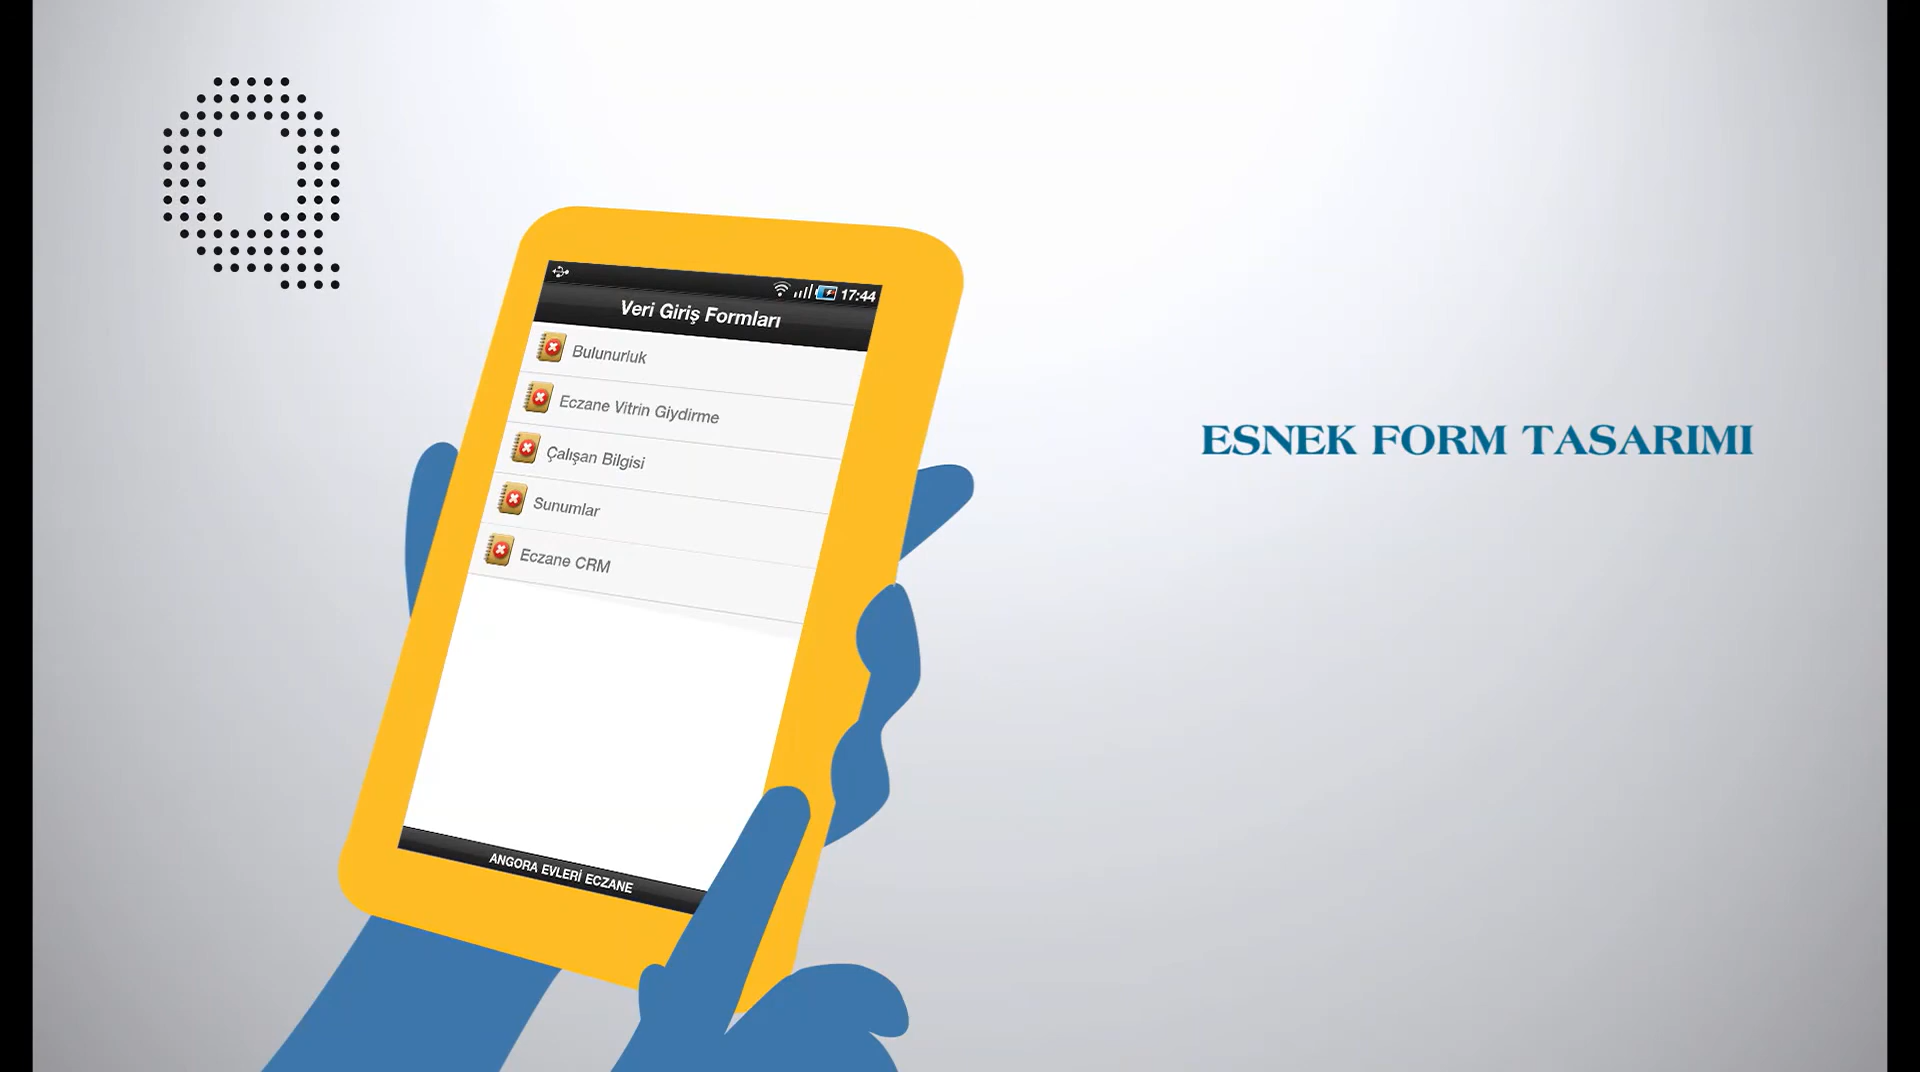 Q
17:44
Veri Giriş Formları
Bulunurluk
Eczane Vitrin Giydirme
Çalışan Bilgisi
Sunumlar
Eczane CRM
ANGORA EVLERİ ECZANE
ESNEK FORM TASARIMI